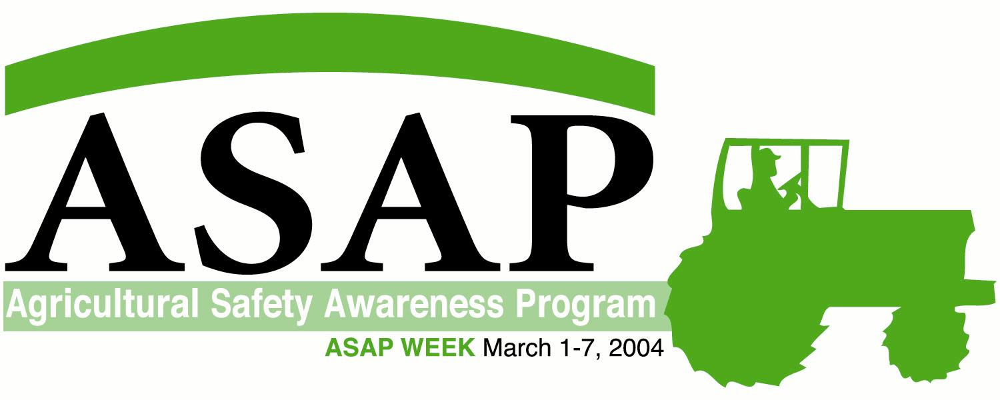 ASAP
Agricultural Safety Awareness Program
ASAP WEEK March 1-7, 2004